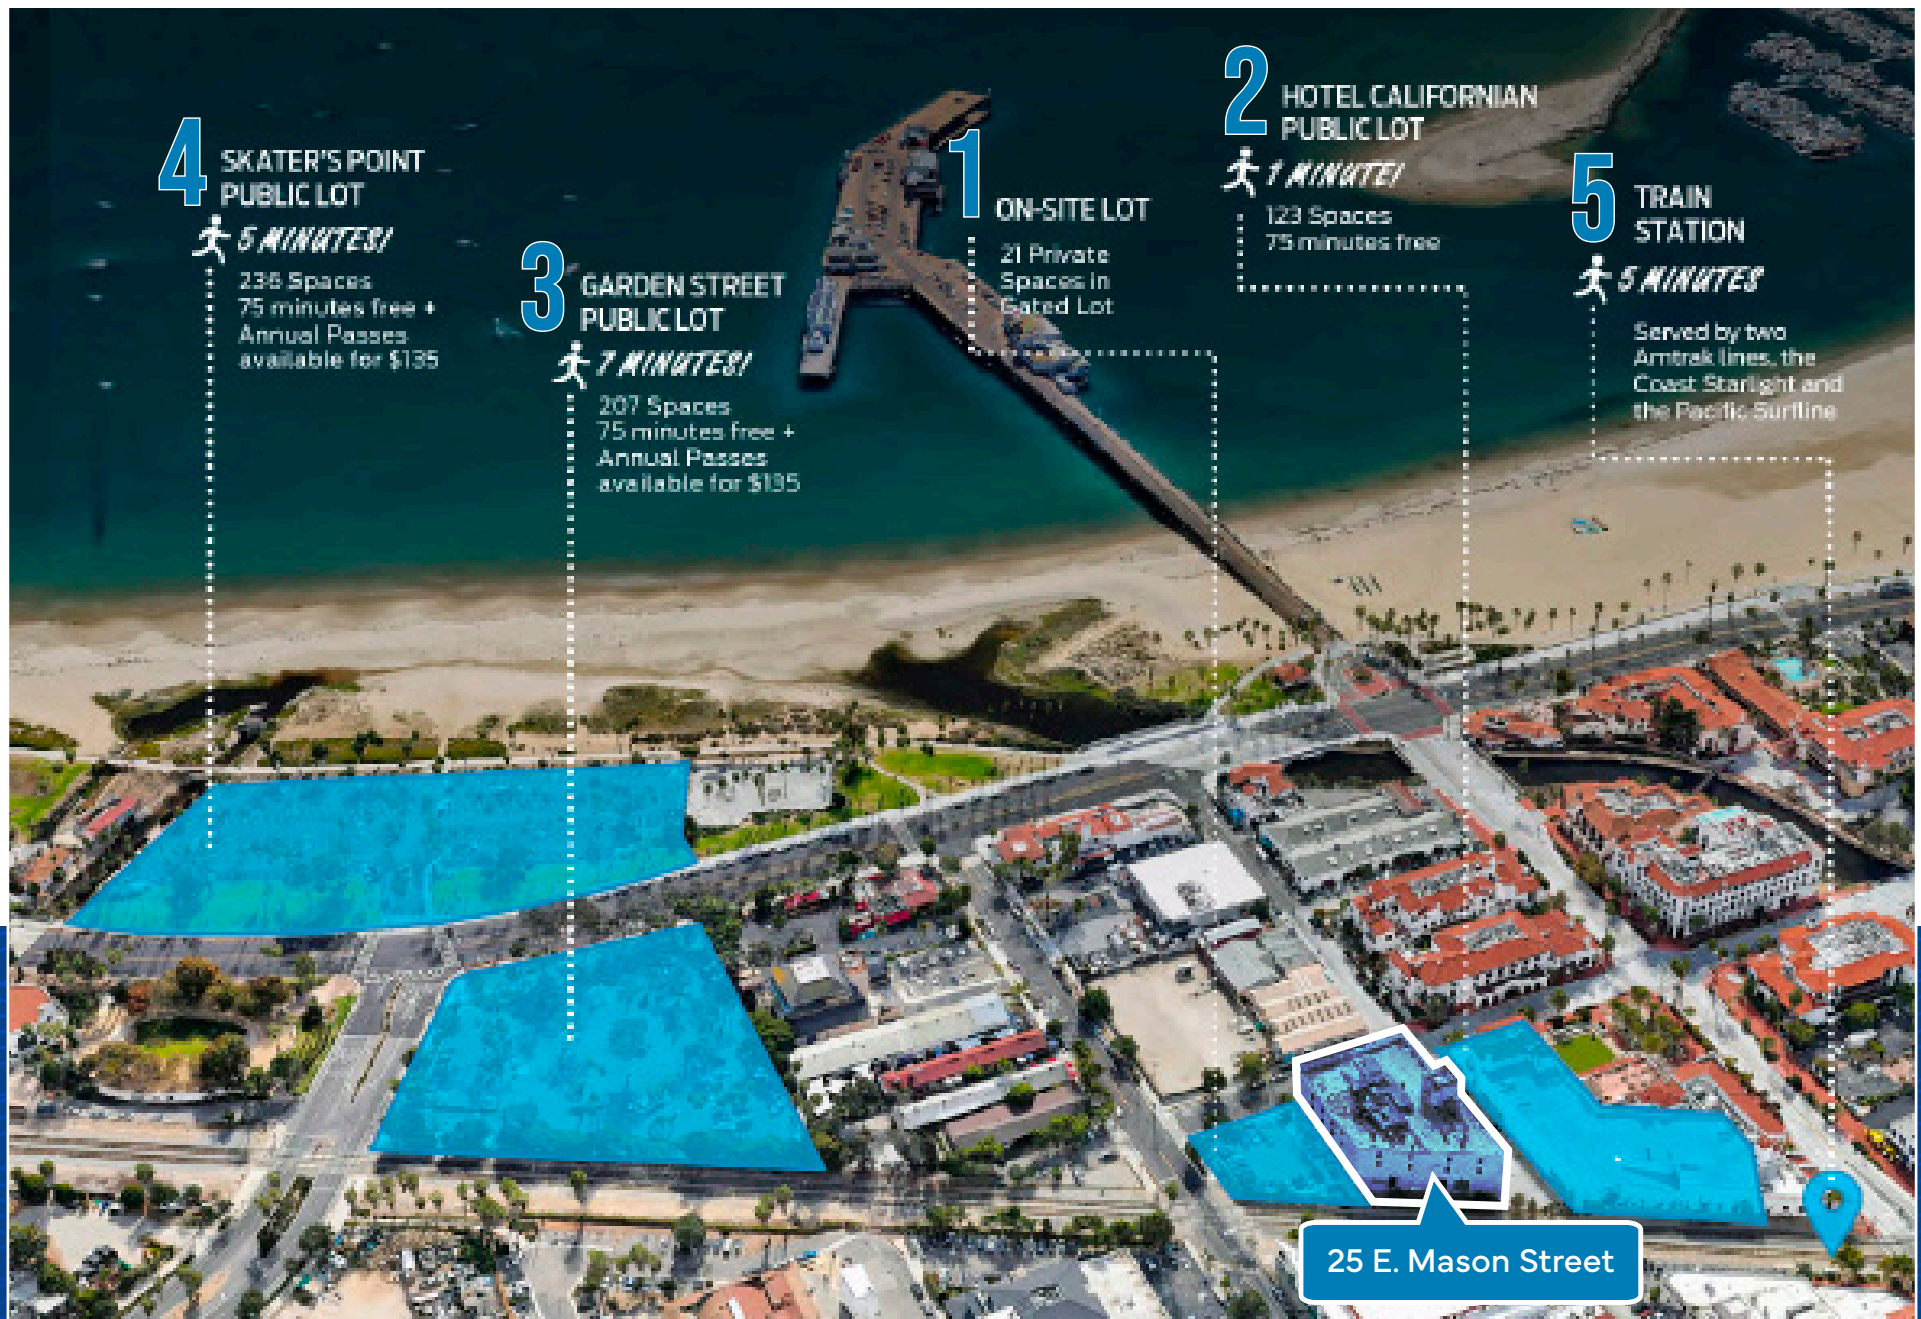 4
SKATER'S POINT
PUBLIC LOT
5 MINUTES!
236 Spaces
75 minutes free +
Annual Passes
available for $135
3
GARDEN STREET
PUBLIC LOT
7 MINUTES!
207 Spaces
75 minutes free +
Annual Passes
available for $135
1
ON-SITE LOT
21 Private
Spaces in
Gated Lot
2
HOTEL CALIFORNIAN
PUBLIC LOT
1 MINUTE!
123 Spaces
75 minutes free
5
TRAIN
STATION
5 MINUTES
Served by two
Amtrak lines, the
Coast Starlight and
the Pacific Surfline
25 E. Mason Street